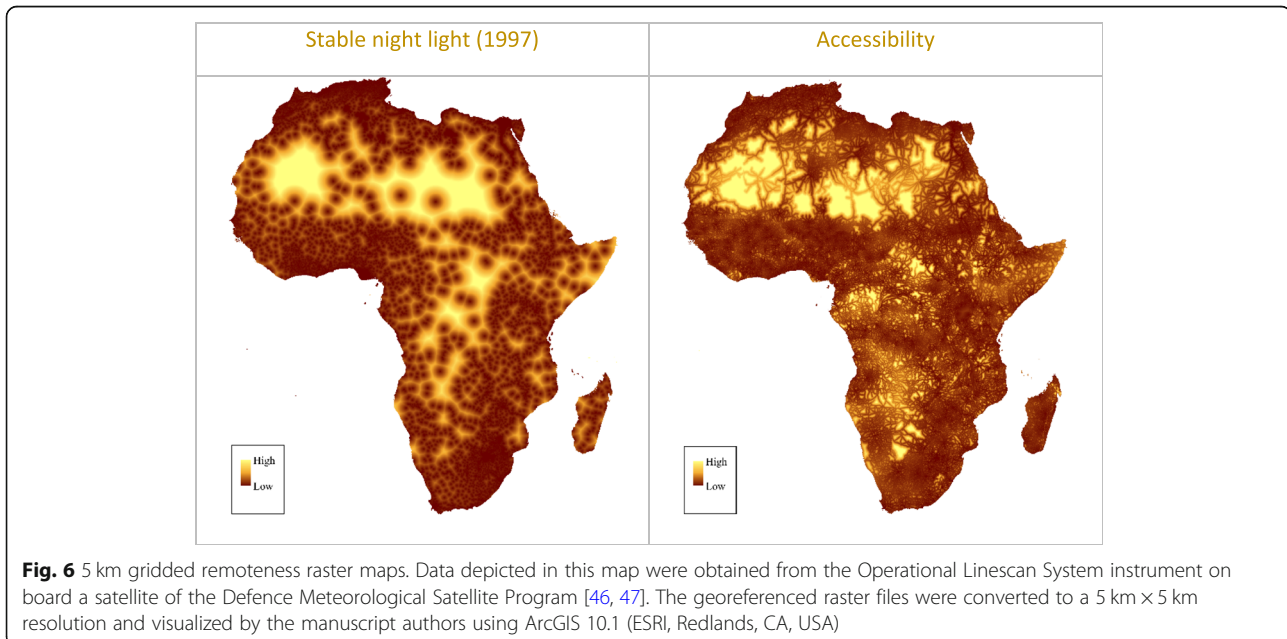 Stable night light (1997)
Accessibility
High
Low
High
Low
Fig. 6 5 km gridded remoteness raster maps. Data depicted in this map were obtained from the Operational Linescan System instrument on
board a satellite of the Defence Meteorological Satellite Program [46, 47]. The georeferenced raster files were converted to a 5 km × 5 km
resolution and visualized by the manuscript authors using ArcGIS 10.1 (ESRI, Redlands, CA, USA)